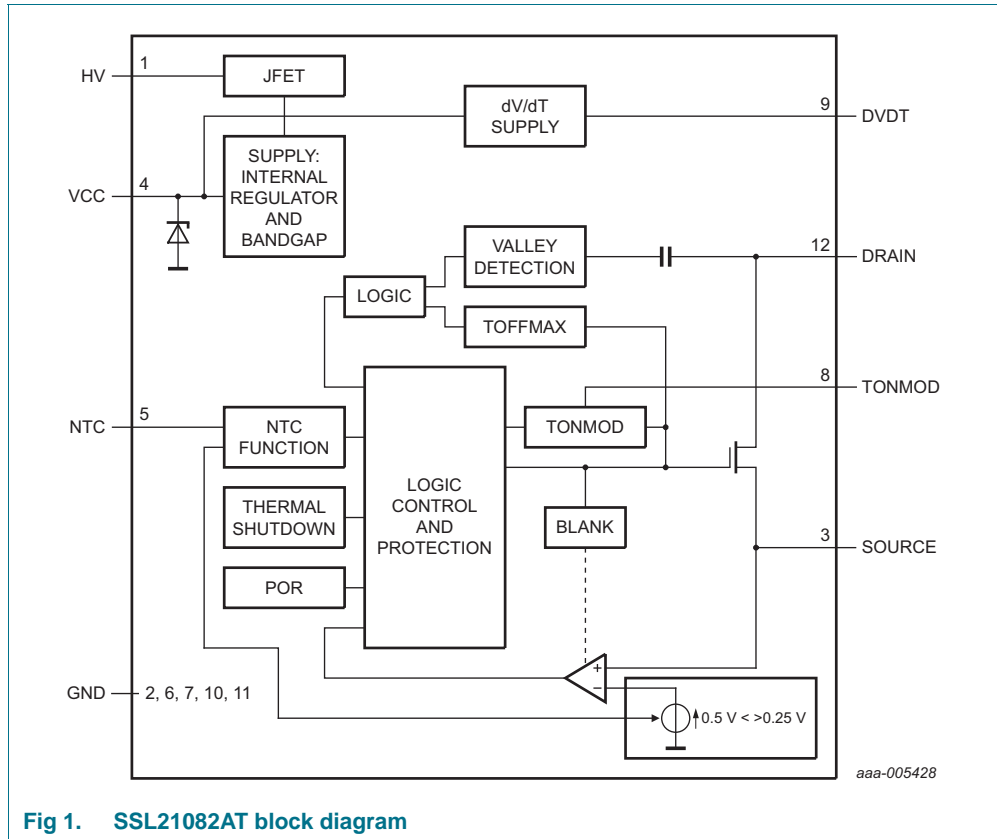 HV
1
JFET
dV/dT
SUPPLY
9
DVDT
SUPPLY:
INTERNAL
REGULATOR
AND
BANDGAP
VCC
4
VALLEY
DETECTION
12
DRAIN
LOGIC
TOFFMAX
8
TONMOD
NTC
5
NTC
FUNCTION
TONMOD
LOGIC
CONTROL
AND
PROTECTION
THERMAL
SHUTDOWN
BLANK
3
SOURCE
POR
+
−
GND
2, 6, 7, 10, 11
0.5 V < >0.25 V
aaa-005428
Fig 1. SSL21082AT block diagram